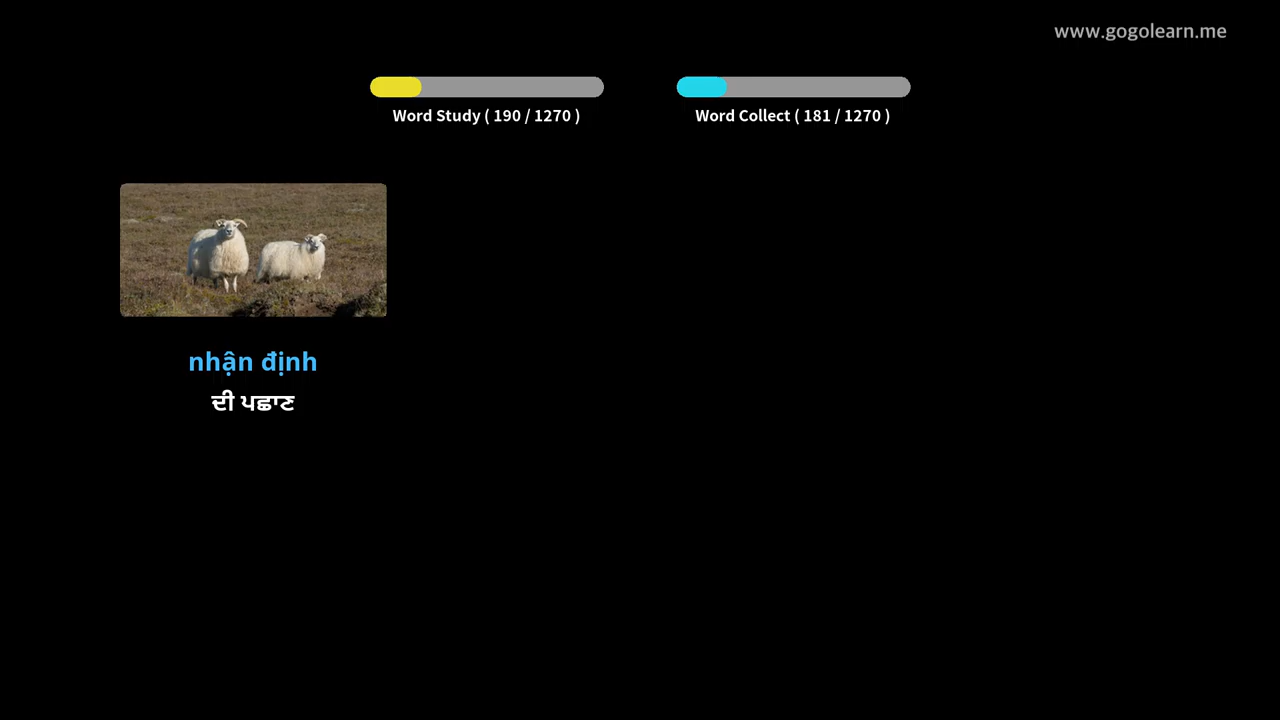 www.gogolearn.me
Word Study ( 190 / 1270 )
Word Collect ( 181 / 1270 )
nhận định
ਦੀ ਪਛਾਣ